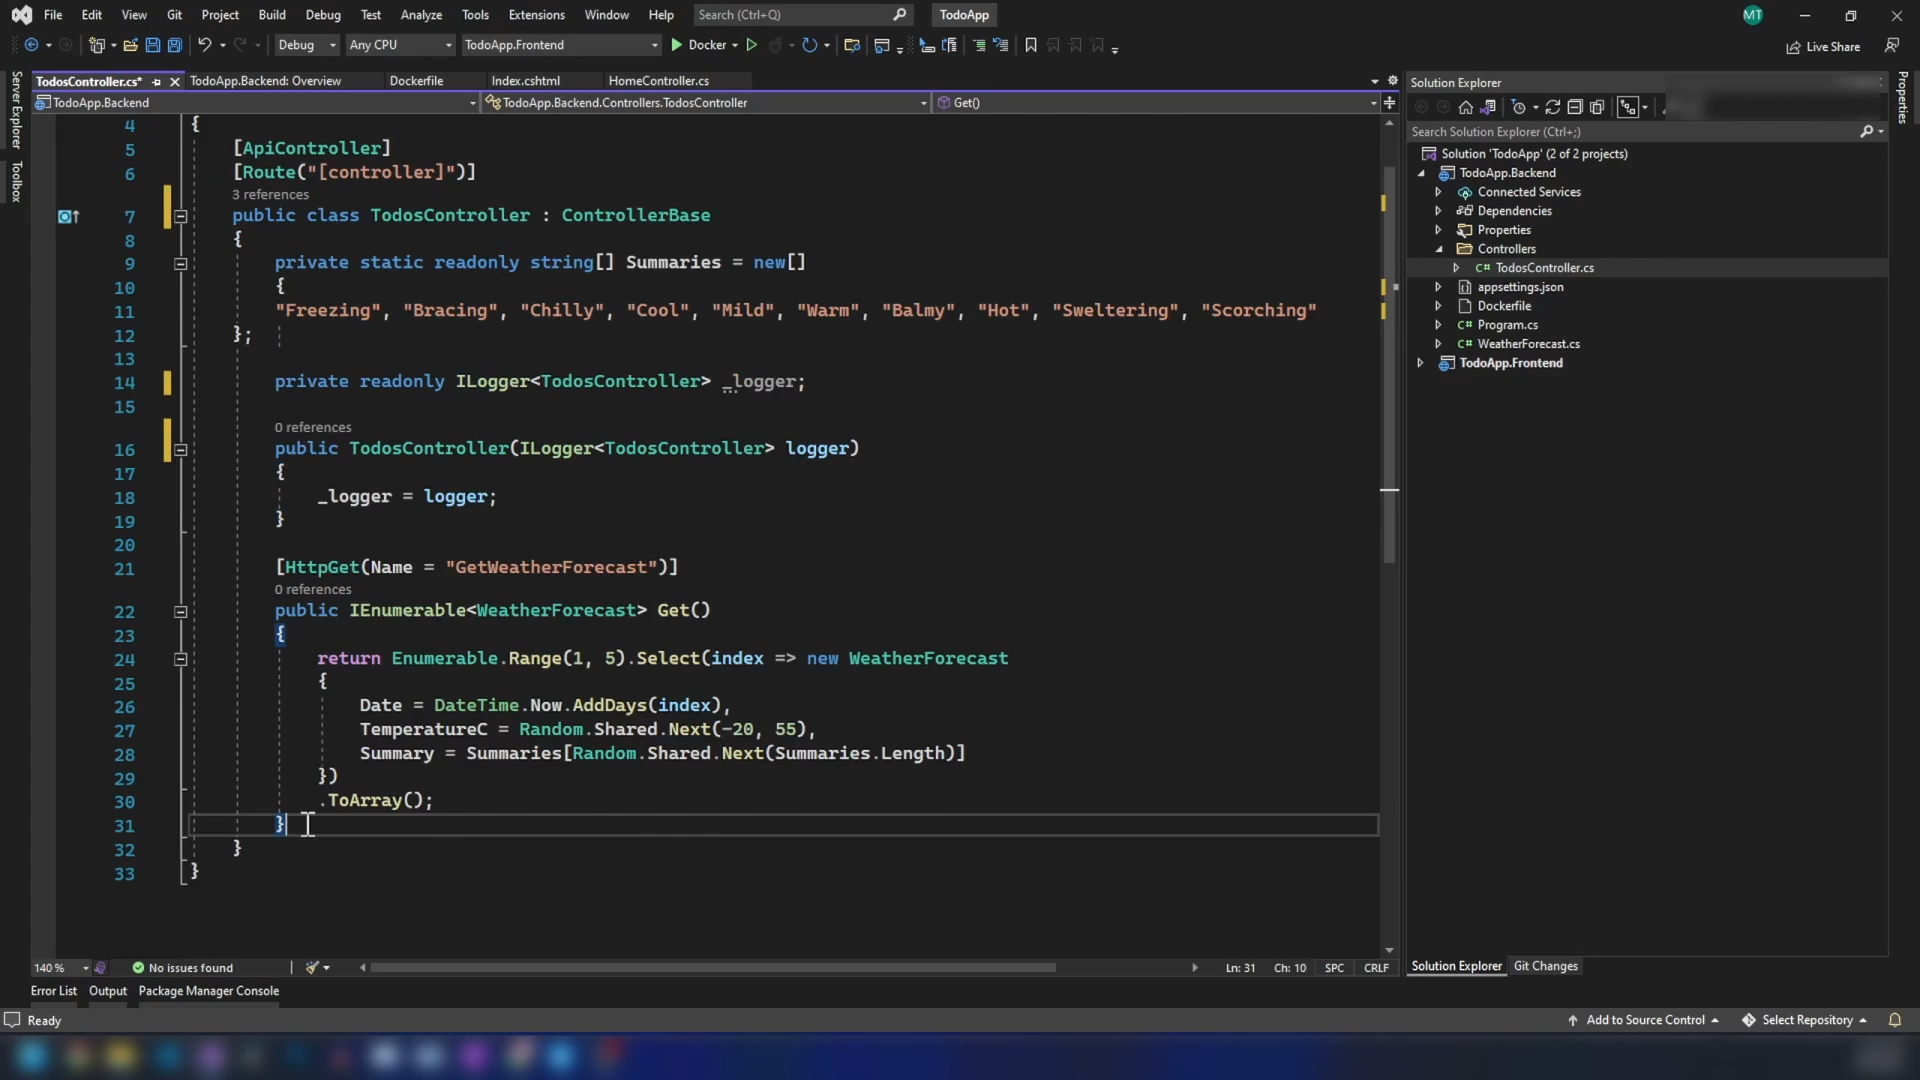 File Edit View Git Project Build Debug Test Analyze Tools Extensions Window Help Search (Ctrl+Q) TodoApp MT
Debug Any CPU TodoApp.Frontend Docker Live Share
TodosController.cs* TodoApp.Backend: Overview Dockerfile Index.cshtml HomeController.cs
TodoApp.Backend TodoApp.Backend.Controllers.TodosController Get()
Server Explorer
Toolbox
4 {
5 [ApiController]
6 [Route("[controller]")]
3 references
7 public class TodosController : ControllerBase
8 {
9 private static readonly string[] Summaries = new[]
10 {
11 "Freezing", "Bracing", "Chilly", "Cool", "Mild", "Warm", "Balmy", "Hot", "Sweltering", "Scorching"
12 };
13
14 private readonly ILogger<TodosController> _logger;
15
0 references
16 public TodosController(ILogger<TodosController> logger)
17 {
18 _logger = logger;
19 }
20
21 [HttpGet(Name = "GetWeatherForecast")]
0 references
22 public IEnumerable<WeatherForecast> Get()
23 {
24 return Enumerable.Range(1, 5).Select(index => new WeatherForecast
25 {
26 Date = DateTime.Now.AddDays(index),
27 TemperatureC = Random.Shared.Next(-20, 55),
28 Summary = Summaries[Random.Shared.Next(Summaries.Length)]
29 })
30 .ToArray();
31 }
32 }
33 }
140 % No issues found Ln: 31 Ch: 10 SPC CRLF
Error List Output Package Manager Console
Ready Add to Source Control Select Repository
Solution Explorer
Search Solution Explorer (Ctrl+;)
Solution 'TodoApp' (2 of 2 projects)
TodoApp.Backend
Connected Services
Dependencies
Properties
Controllers
C# TodosController.cs
appsettings.json
Dockerfile
C# Program.cs
C# WeatherForecast.cs
TodoApp.Frontend
Solution Explorer Git Changes
Properties